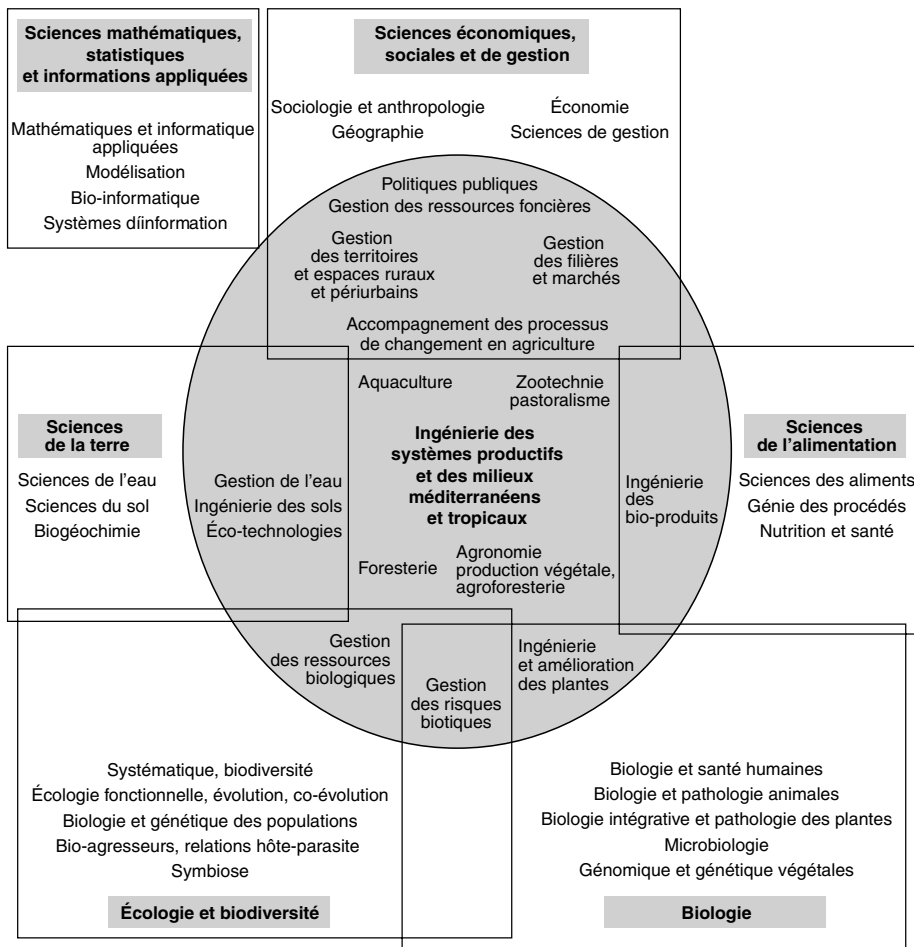 Sciences mathématiques,
statistiques
et informations appliquées
Mathématiques et informatique
appliquées
Modélisation
Bio-informatique
Systèmes díinformation
Sciences économiques,
sociales et de gestion
Sociologie et anthropologie
Géographie
Économie
Sciences de gestion
Politiques publiques
Gestion des ressources foncières
Gestion
des territoires
et espaces ruraux
et périurbains
Gestion
des filières
et marchés
Accompagnement des processus
de changement en agriculture
Sciences
de la terre
Sciences de l’eau
Sciences du sol
Biogéochimie
Gestion de l’eau
Ingénierie des sols
Éco-technologies
Aquaculture
Zootechnie
pastoralisme
Ingénierie des
systèmes productifs
et des milieux
méditerranéens
et tropicaux
Foresterie
Agronomie
production végétale,
agroforesterie
Ingénierie
des
bio-produits
Sciences
de l’alimentation
Sciences des aliments
Génie des procédés
Nutrition et santé
Gestion
des ressources
biologiques
Gestion
des risques
biotiques
Ingénierie
et amélioration
des plantes
Systématique, biodiversité
Écologie fonctionnelle, évolution, co-évolution
Biologie et génétique des populations
Bio-agresseurs, relations hôte-parasite
Symbiose
Écologie et biodiversité
Biologie et santé humaines
Biologie et pathologie animales
Biologie intégrative et pathologie des plantes
Microbiologie
Génomique et génétique végétales
Biologie